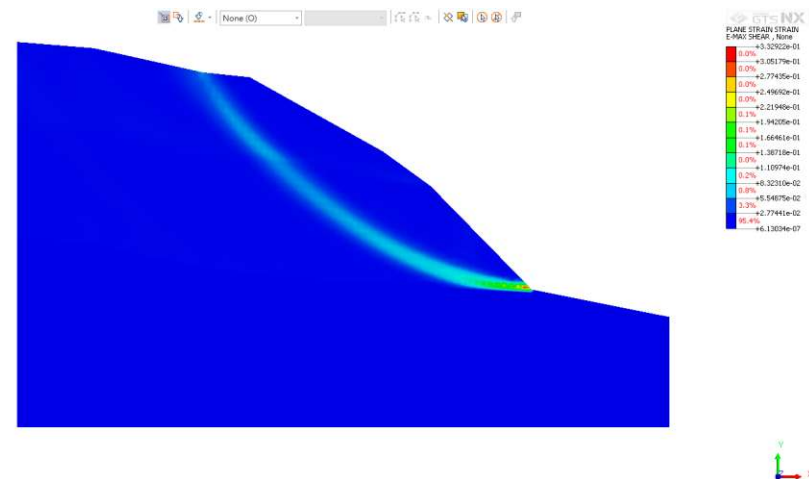 None (O)
GTS NX
PLANE STRAIN STRAIN
E-MAX SHEAR , None
+3.32922e-01
0.0%
+3.05179e-01
0.0%
+2.77435e-01
0.0%
+2.49692e-01
0.0%
+2.21948e-01
0.1%
+1.94205e-01
0.1%
+1.66461e-01
0.1%
+1.38718e-01
0.0%
+1.10974e-01
0.2%
+8.32310e-02
0.8%
+5.54875e-02
3.3%
+2.77441e-02
95.4%
+6.13034e-07
Y